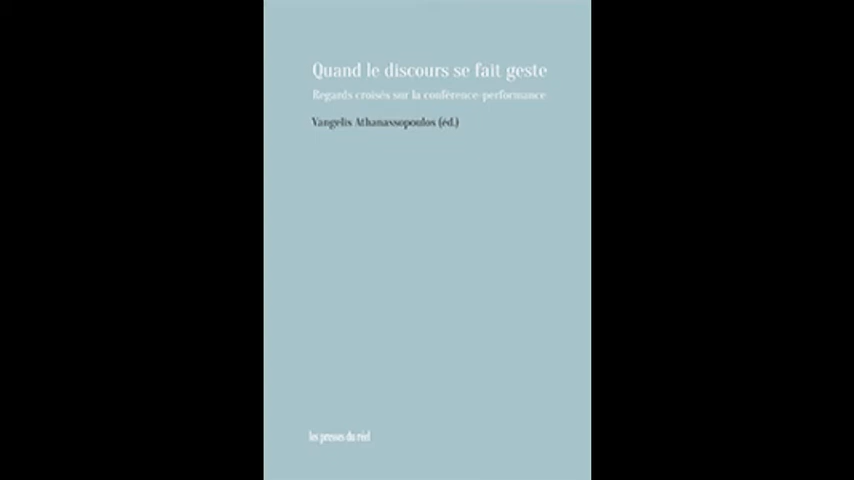 Quand le discours se fait geste
Regards croisés sur la conférence-performance
Vangelis Athanassopoulos (éd.)
les presses du réel